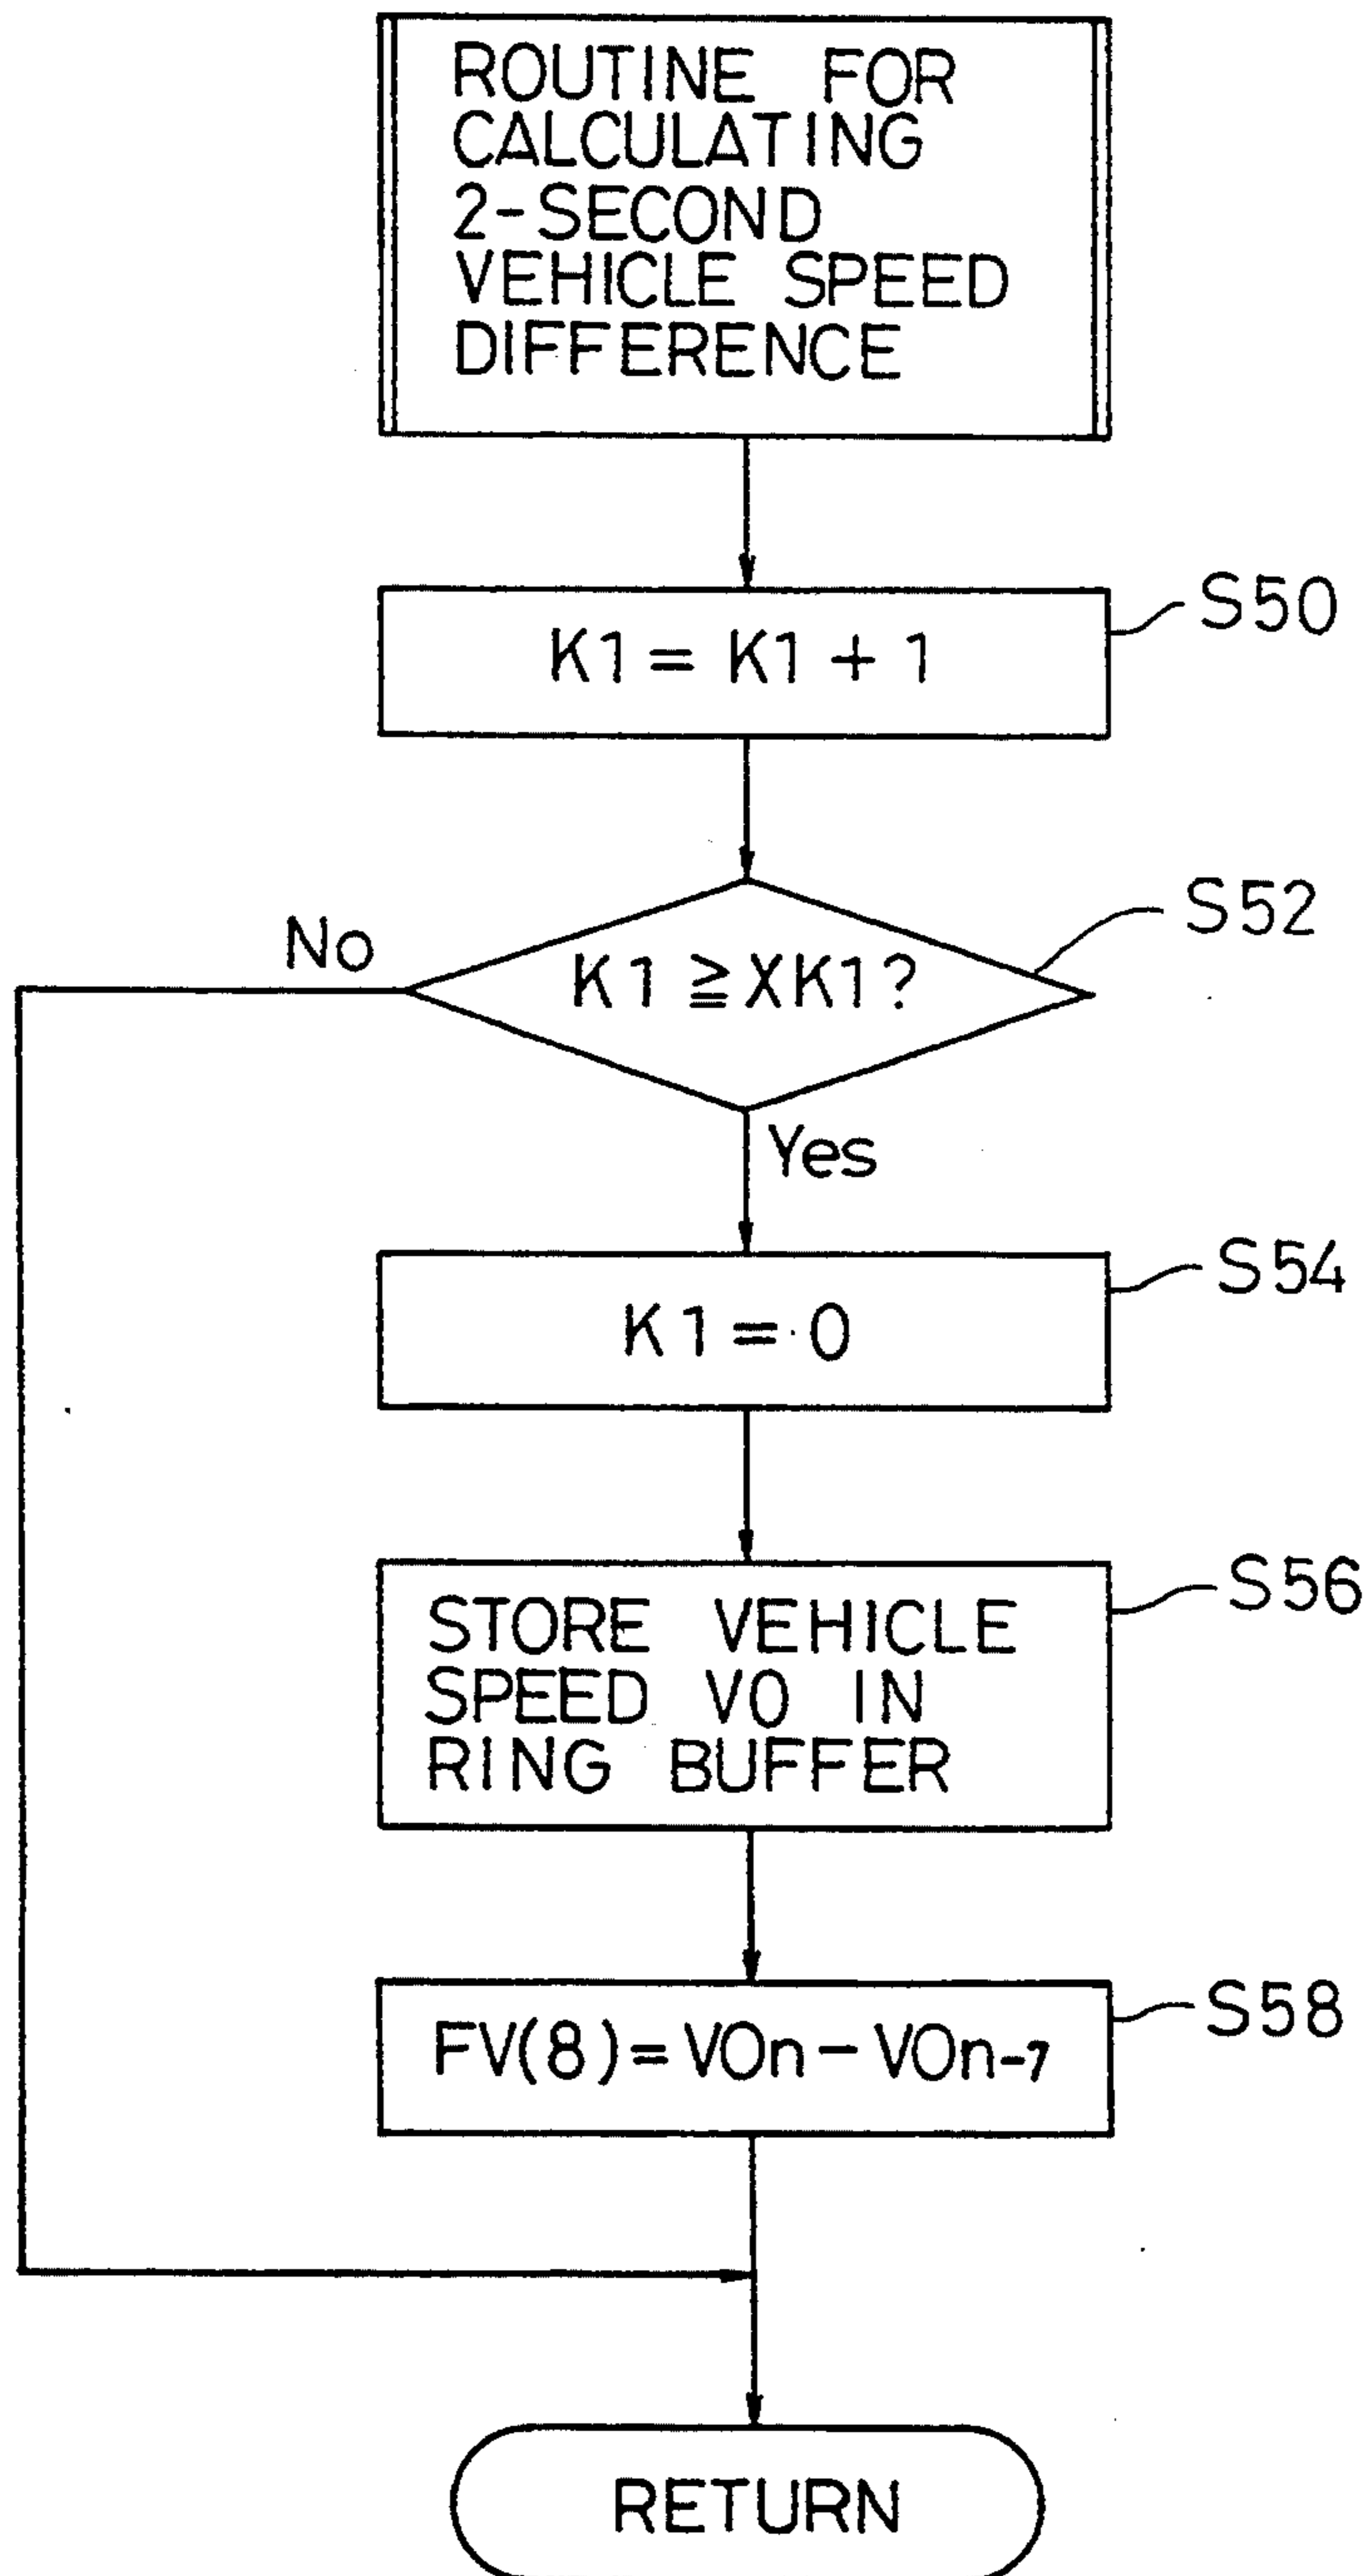 ROUTINE FOR
CALCULATING
2-SECOND
VEHICLE SPEED
DIFFERENCE
S50
K1 = K1 + 1
S52
No
K1 ≧ XK1?
Yes
S54
K1 = 0
S56
STORE VEHICLE
SPEED V0 IN
RING BUFFER
S58
FV(8) = V0n - V0n-7
RETURN